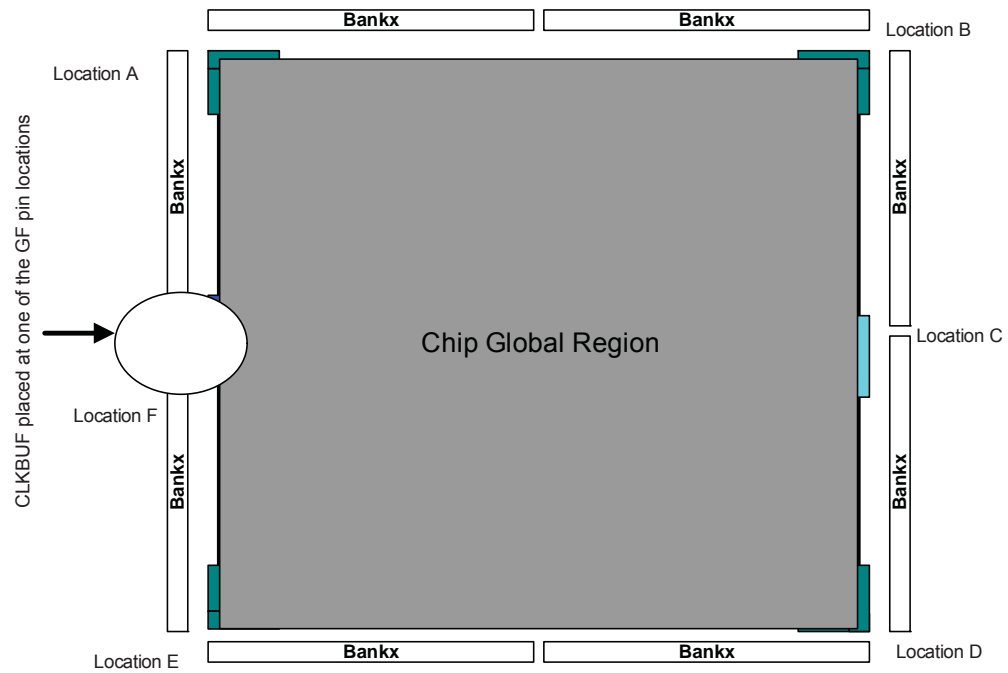 Bankx
Bankx
Location B
Location A
CLKBUF placed at one of the GF pin locations
Bankx
Bankx
Chip Global Region
Location C
Location F
Bankx
Bankx
Location E
Bankx
Bankx
Location D